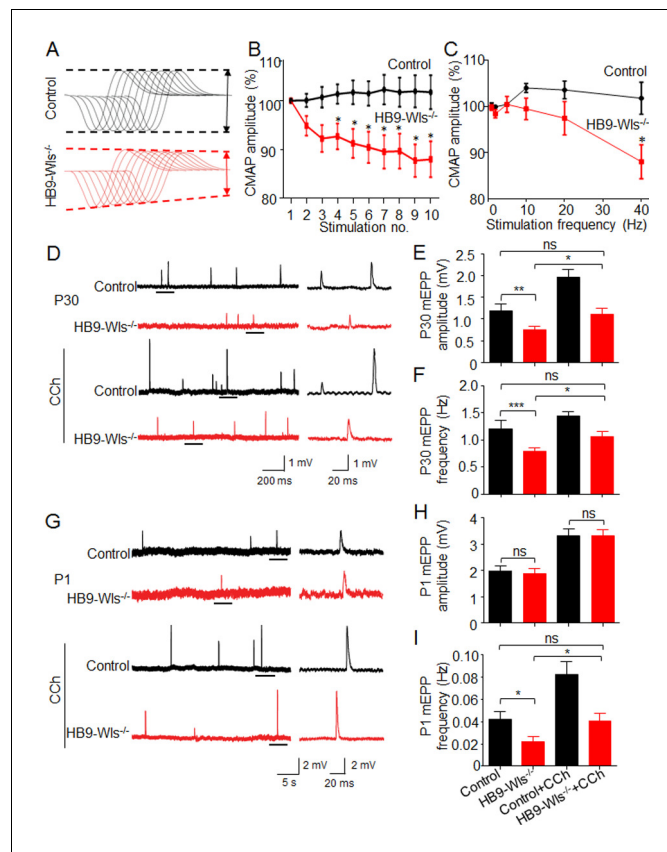 A
Control
HB9-Wls-/-
B
CMAP amplitude (%)
110
100
90
80
Control
HB9-Wls-/-
* * * * * * *
1 2 3 4 5 6 7 8 9 10
Stimulation no.
C
CMAP amplitude (%)
110
100
90
80
Control
HB9-Wls-/-
*
0 10 20 30 40
Stimulation frequency (Hz)
D
P30
Control
HB9-Wls-/-
CCh
Control
HB9-Wls-/-
1 mV
200 ms
1 mV
20 ms
E
P30 mEPP
amplitude (mV)
2.0
1.5
1.0
0.5
0
ns
**
*
F
P30 mEPP
frequency (Hz)
2.0
1.5
1.0
0.5
0
ns
***
*
G
P1
Control
HB9-Wls-/-
CCh
Control
HB9-Wls-/-
2 mV
5 s
2 mV
20 ms
H
P1 mEPP
amplitude (mV)
4
3
2
1
0
ns
ns
I
P1 mEPP
frequency (Hz)
0.10
0.08
0.06
0.04
0.02
0
ns
*
*
Control
HB9-Wls-/-
Control+CCh
HB9-Wls-/-+CCh